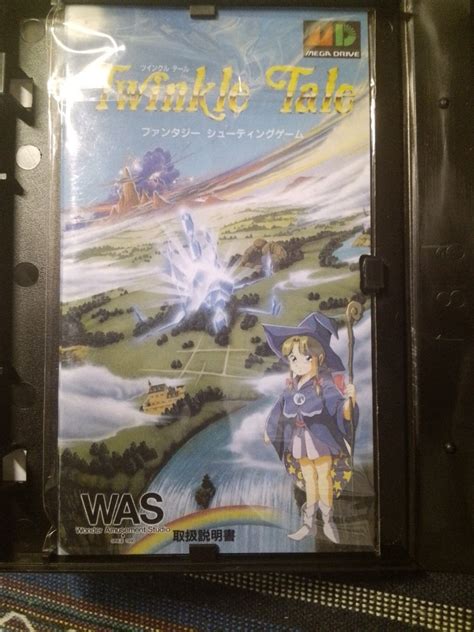 MEGA DRIVE
ツインクル テール
Twinkle Tale
ファンタジー シューティングゲーム
WAS
Wonder Amusement Studio
取扱説明書